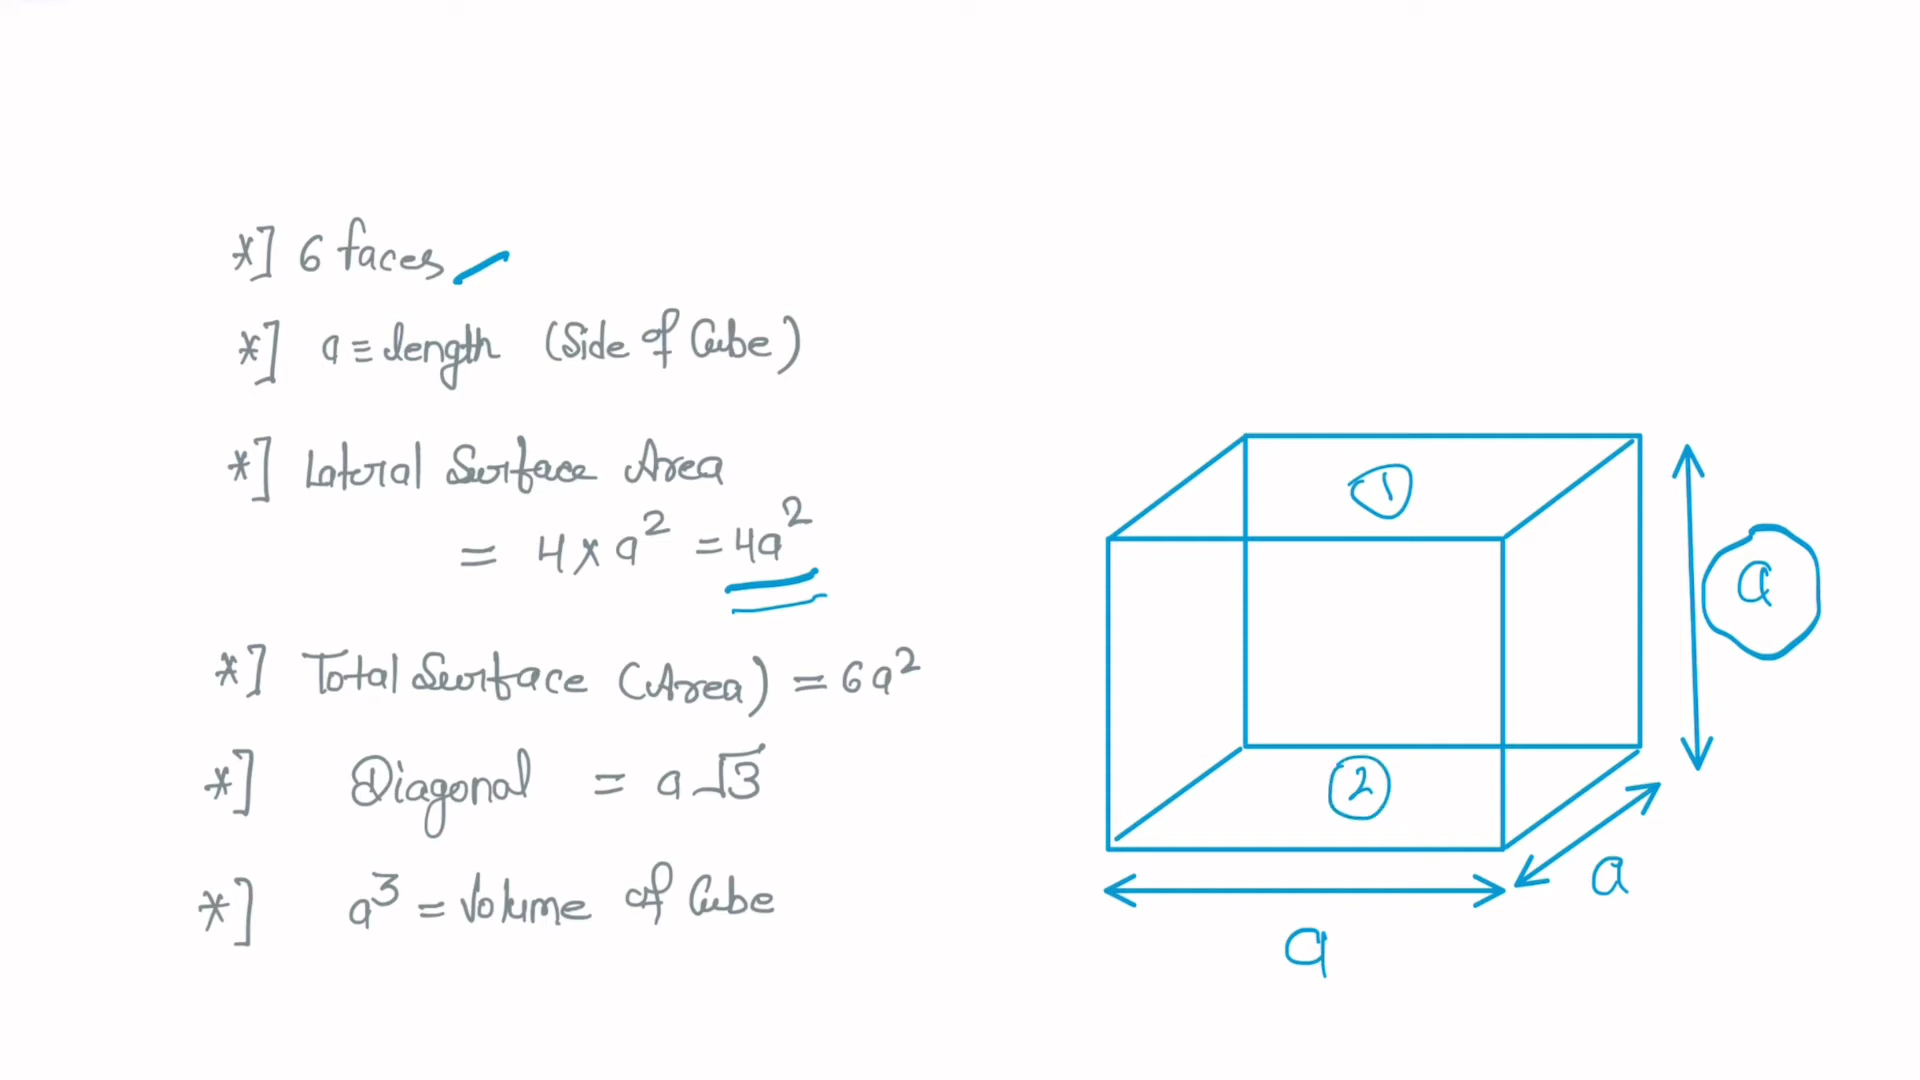 *] 6 faces
*] a ≡ length (Side of Cube)
*] Lateral Surface Area
= 4 × a² = 4a²
*] Total Surface (Area) = 6a²
*] Diagonal = a√3
*] a³ = Volume of Cube
1
a
2
a
a